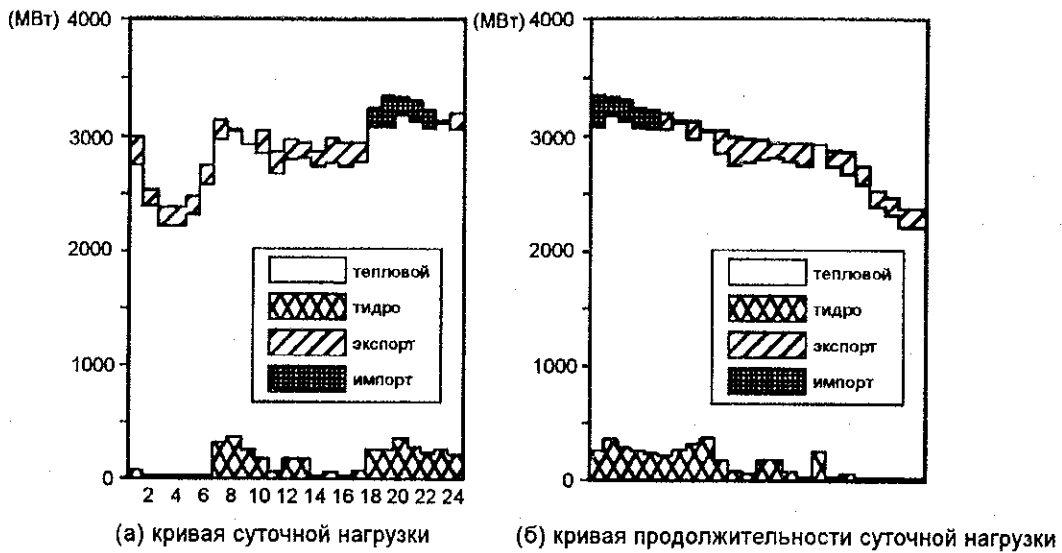 (МВт) 4000
3000
2000
1000
0
тепловой
тидро
экспорт
импорт
2 4 6 8 10 12 14 16 18 20 22 24
(а) кривая суточной нагрузки
(МВт) 4000
3000
2000
1000
0
тепловой
тидро
экспорт
импорт
(б) кривая продолжительности суточной нагрузки